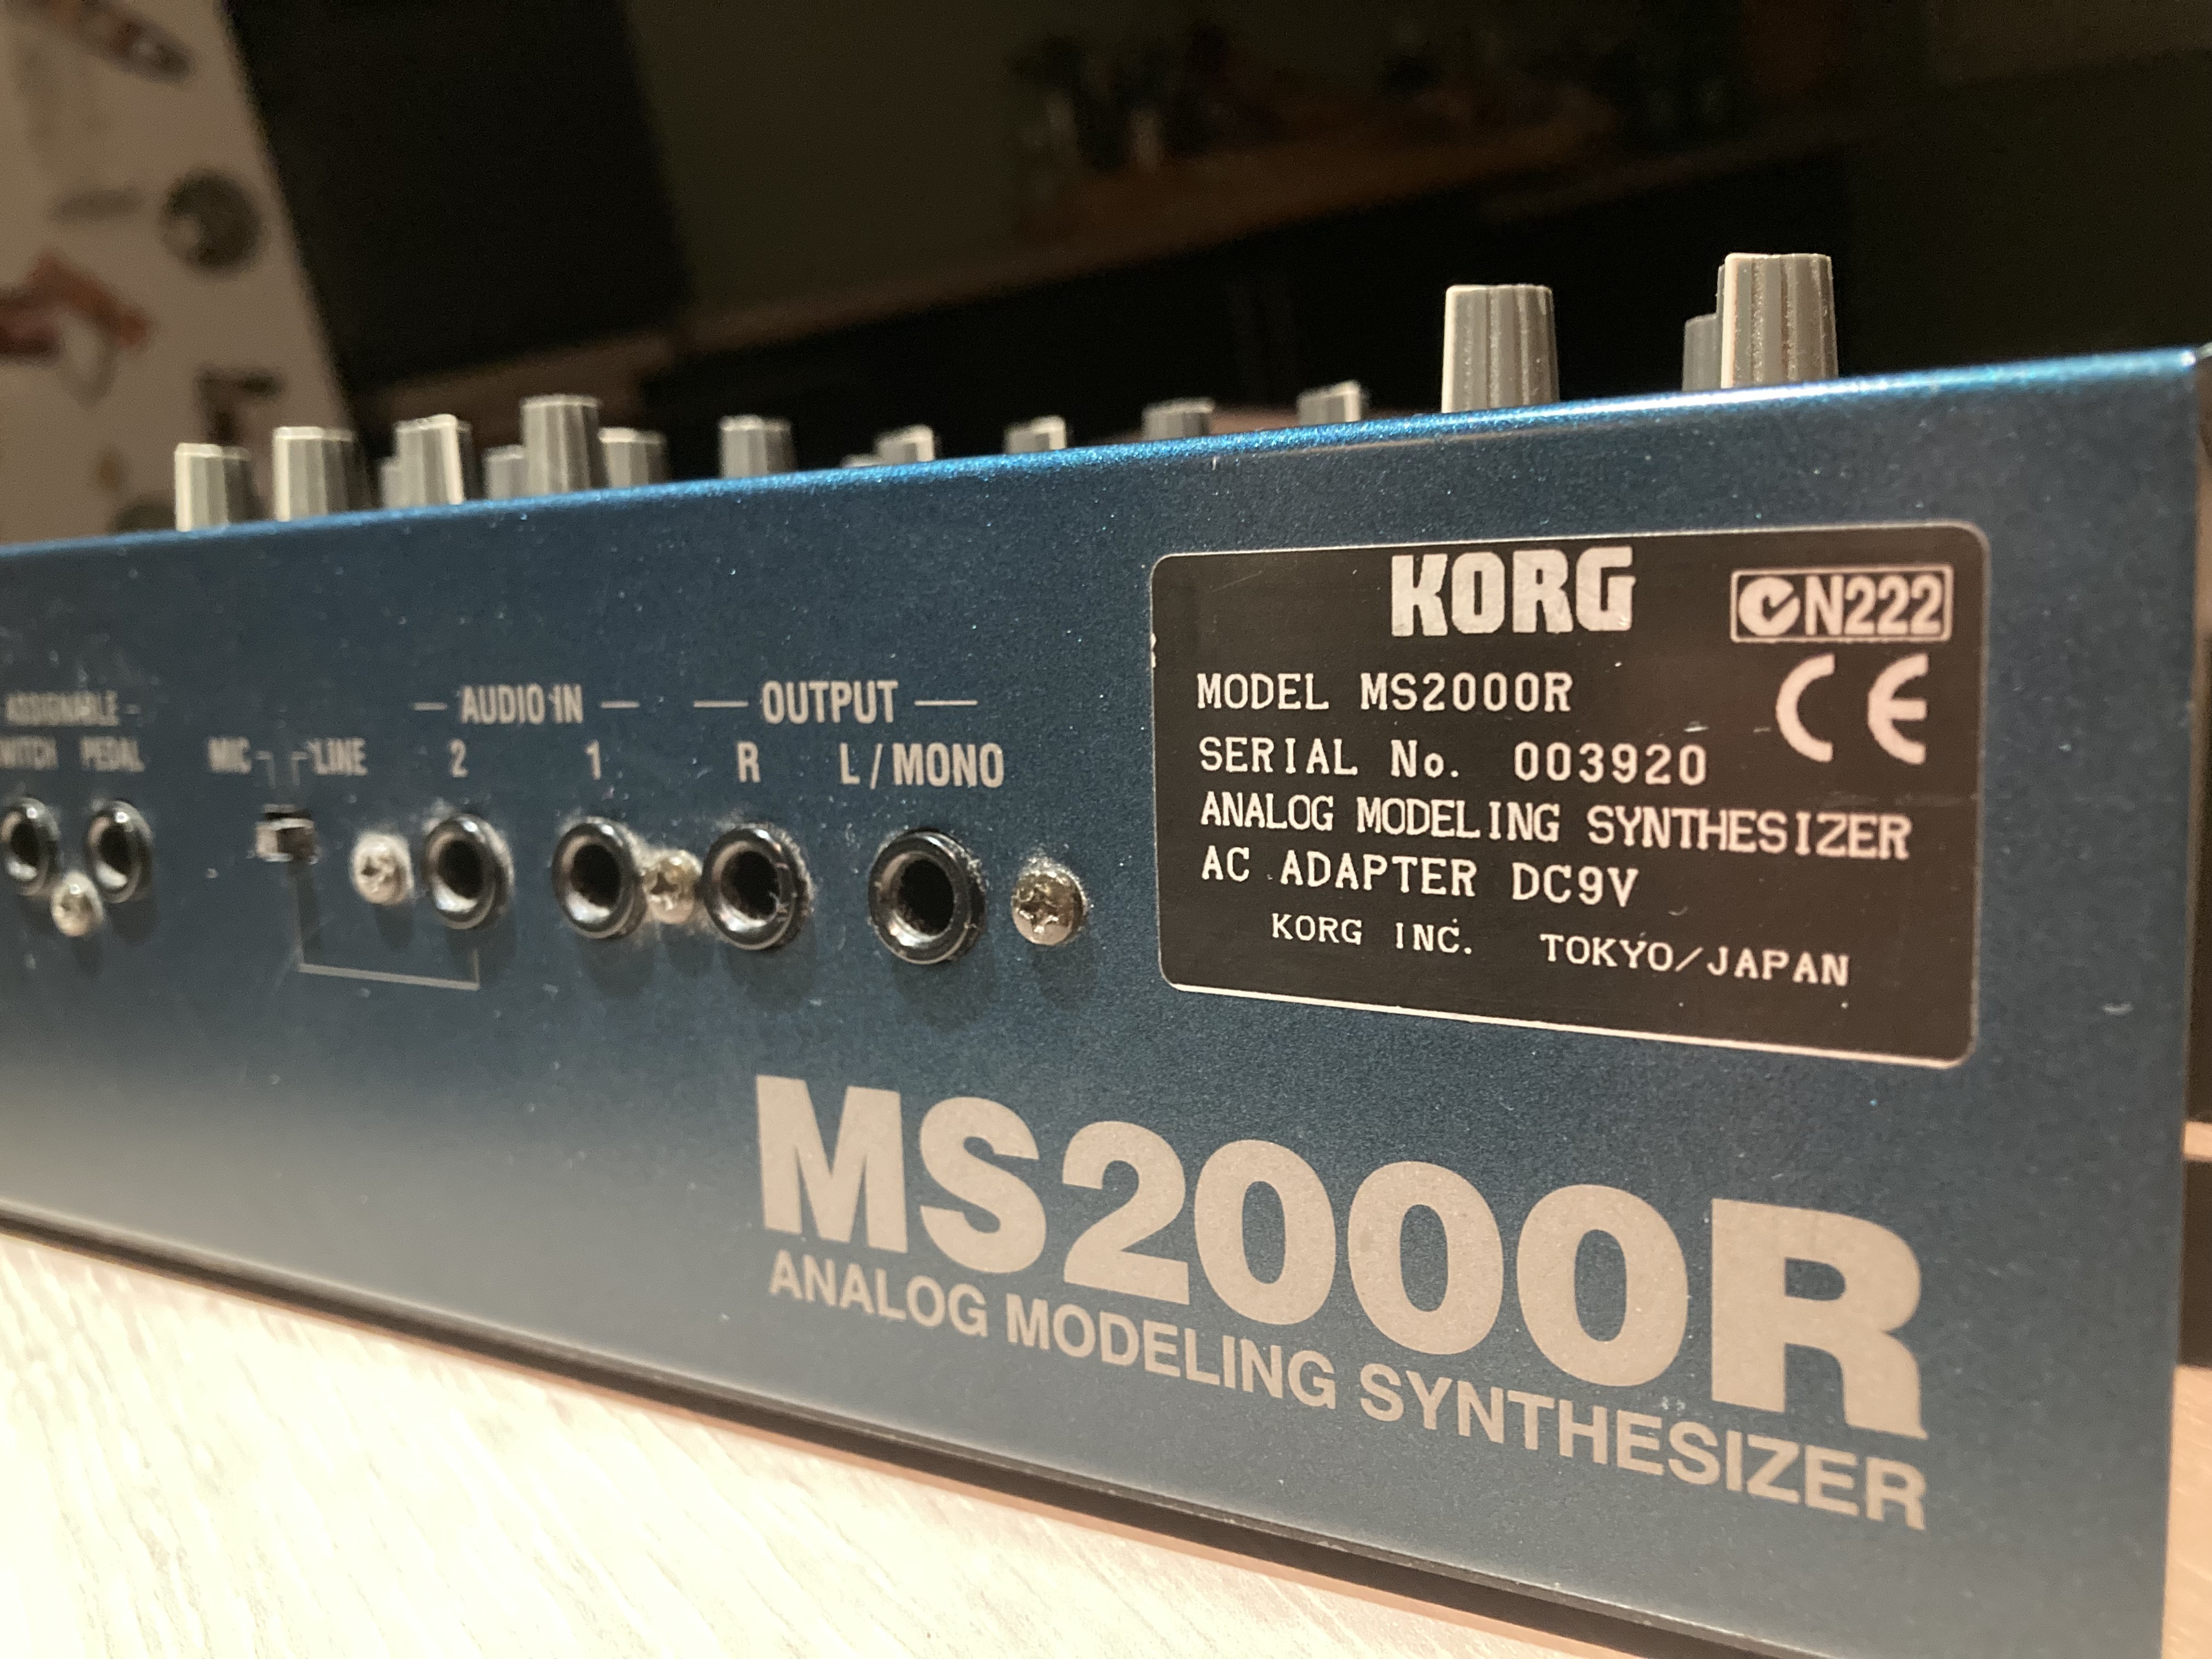 KORG
N222
MODEL MS2000R
CE
SERIAL No. 003920
ANALOG MODELING SYNTHESIZER
AC ADAPTER DC9V
KORG INC. TOKYO/JAPAN
ASSIGNABLE
PEDAL
MIC LINE
AUDIO IN
2 1
OUTPUT
R L/MONO
MS2000R
ANALOG MODELING SYNTHESIZER